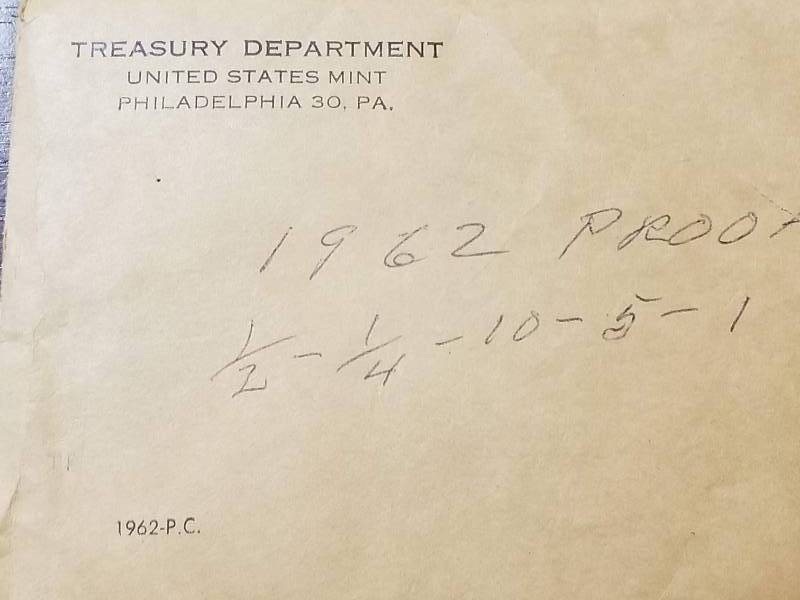 TREASURY DEPARTMENT
UNITED STATES MINT
PHILADELPHIA 30, PA.
1962 PROOF
1/2 - 1/4 - 10 - 5 - 1
1962-P.C.